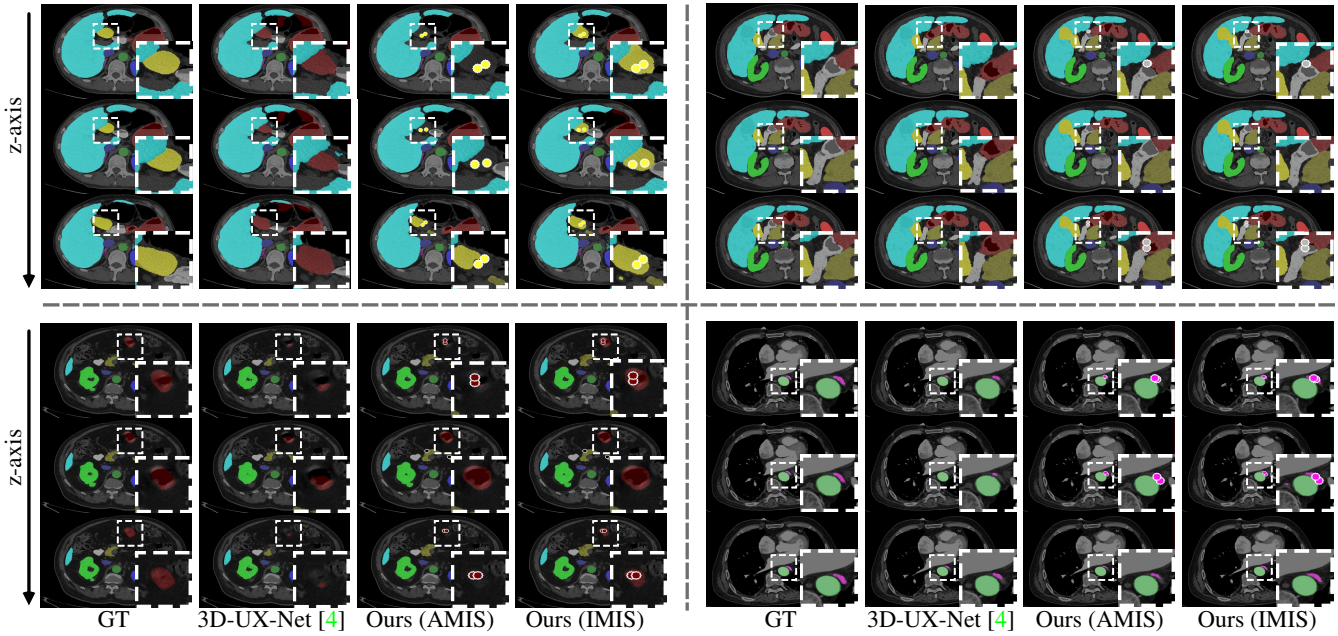 z-axis
z-axis
GT 3D-UX-Net [4] Ours (AMIS) Ours (IMIS) GT 3D-UX-Net [4] Ours (AMIS) Ours (IMIS)